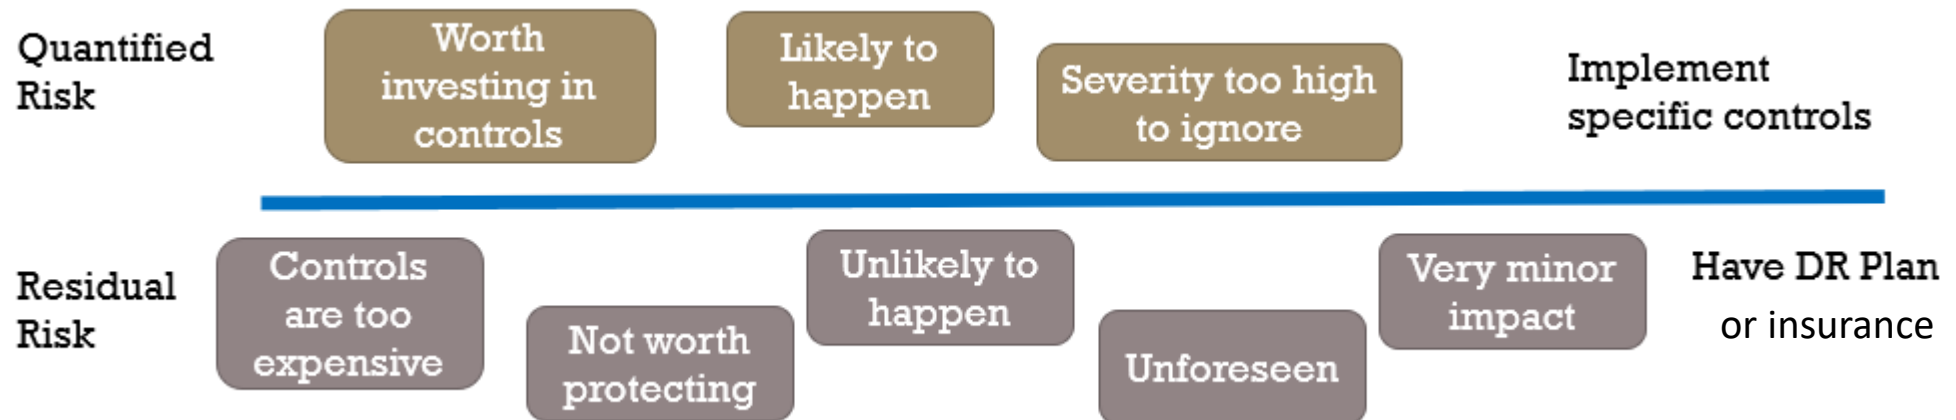 Quantified
Risk
Worth
investing in
controls
Likely to
happen
Severity too high
to ignore
Implement
specific controls
Residual
Risk
Controls
are too
expensive
Not worth
protecting
Unlikely to
happen
Unforeseen
Very minor
impact
Have DR Plan
or insurance